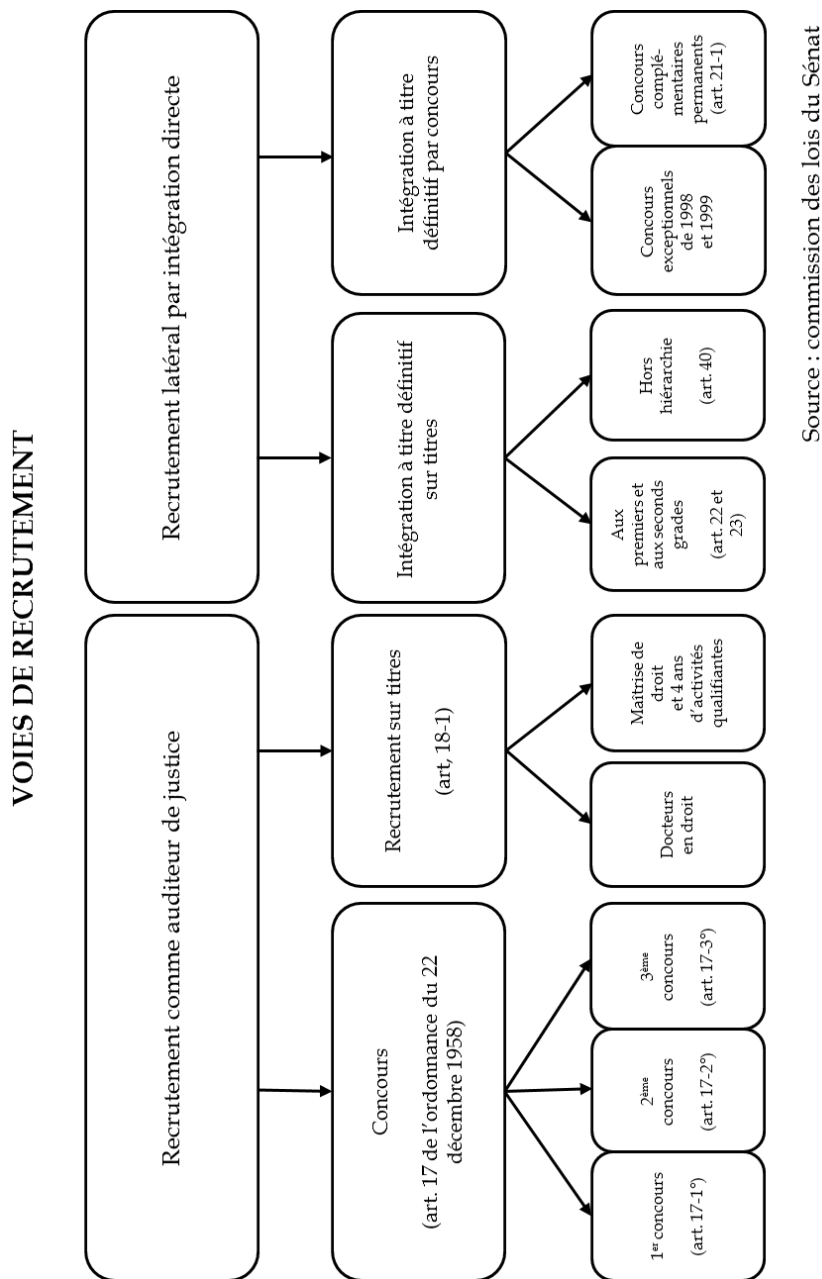 VOIES DE RECRUTEMENT
Recrutement comme auditeur de justice
Recrutement latéral par intégration directe
Concours
(art. 17 de l'ordonnance du 22
décembre 1958)
Recrutement sur titres
(art, 18-1)
Intégration à titre définitif
sur titres
Intégration à titre
définitif par concours
1er concours
(art. 17-1°)
2ème
concours
(art. 17-2°)
3ème
concours
(art. 17-3°)
Docteurs
en droit
Maîtrise de
droit
et 4 ans
d'activités
qualifiantes
Aux
premiers et
aux seconds
grades
(art. 22 et
23)
Hors
hiérarchie
(art. 40)
Concours
exceptionnels
de 1998
et 1999
Concours
complé-
mentaires
permanents
(art. 21-1)
Source : commission des lois du Sénat